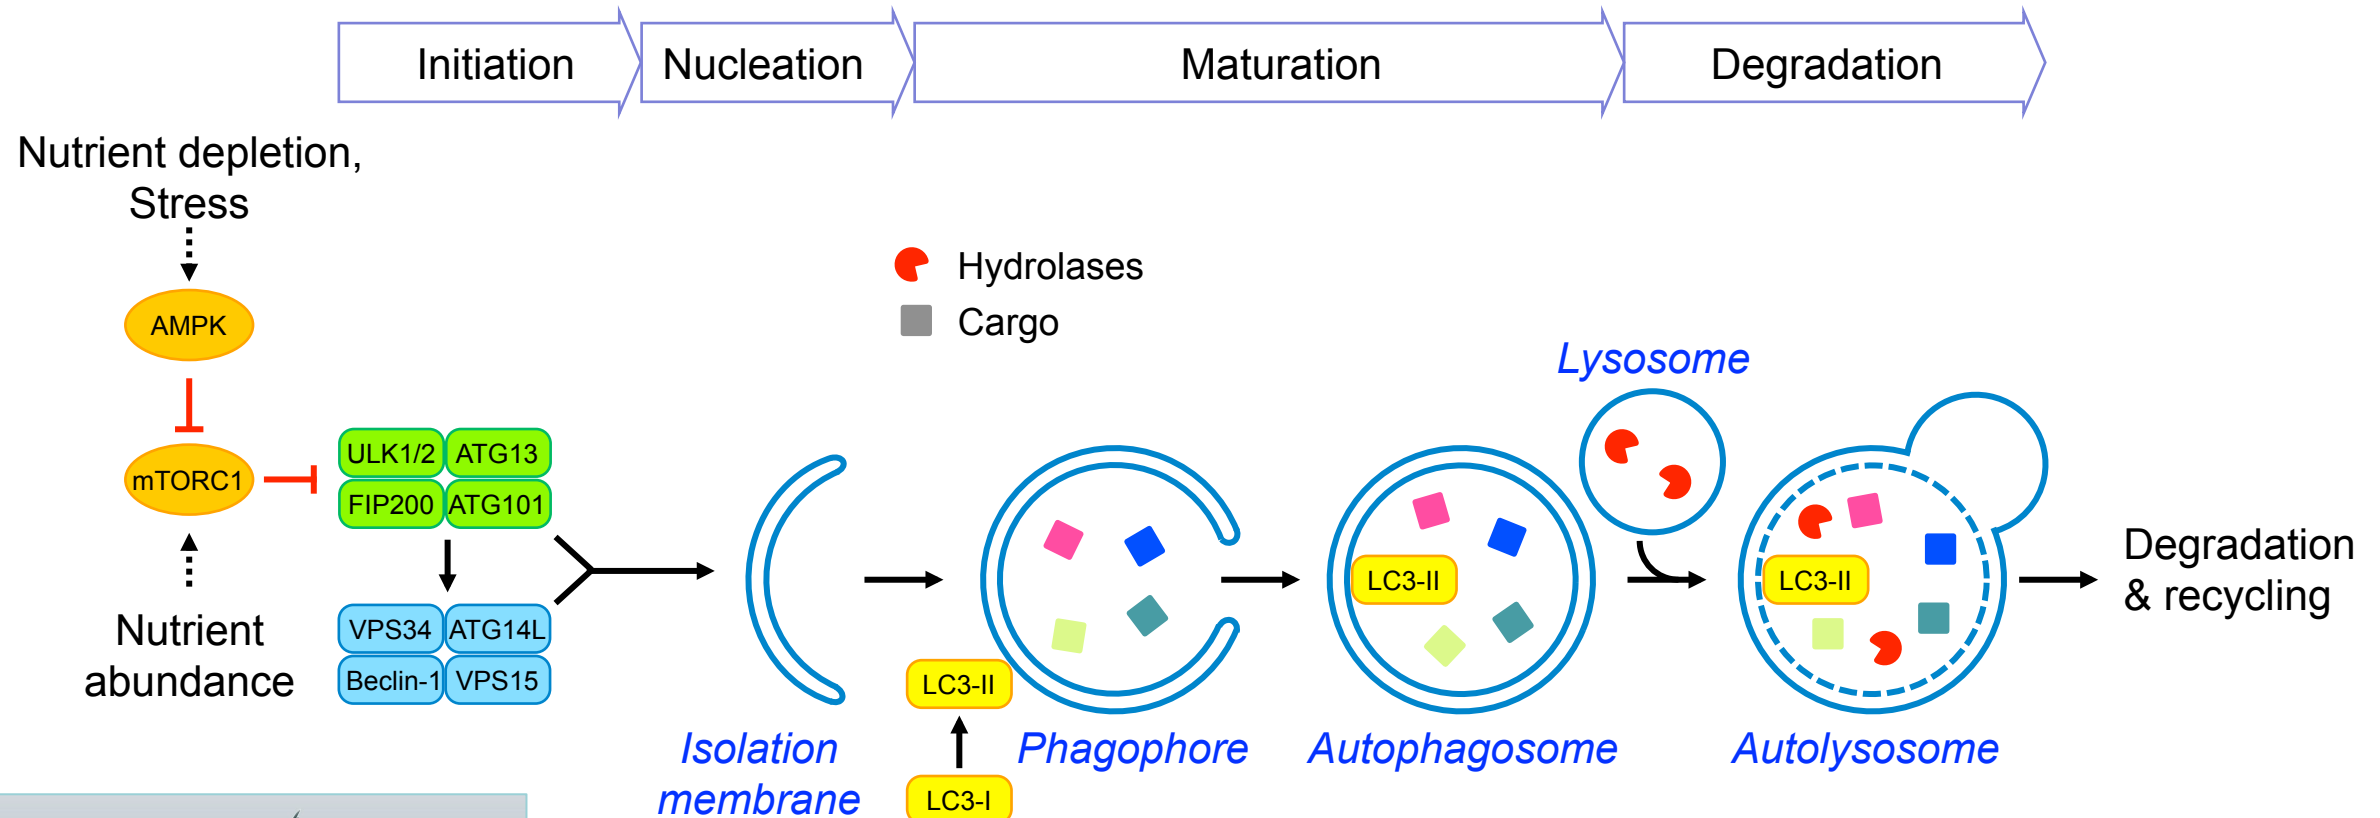 Initiation
Nucleation
Maturation
Degradation
Nutrient depletion,
Stress
AMPK
mTORC1
Nutrient
abundance
ULK1/2
ATG13
FIP200
ATG101
VPS34
ATG14L
Beclin-1
VPS15
Hydrolases
Cargo
Isolation
membrane
LC3-II
LC3-I
Phagophore
LC3-II
Autophagosome
Lysosome
LC3-II
Autolysosome
Degradation
& recycling